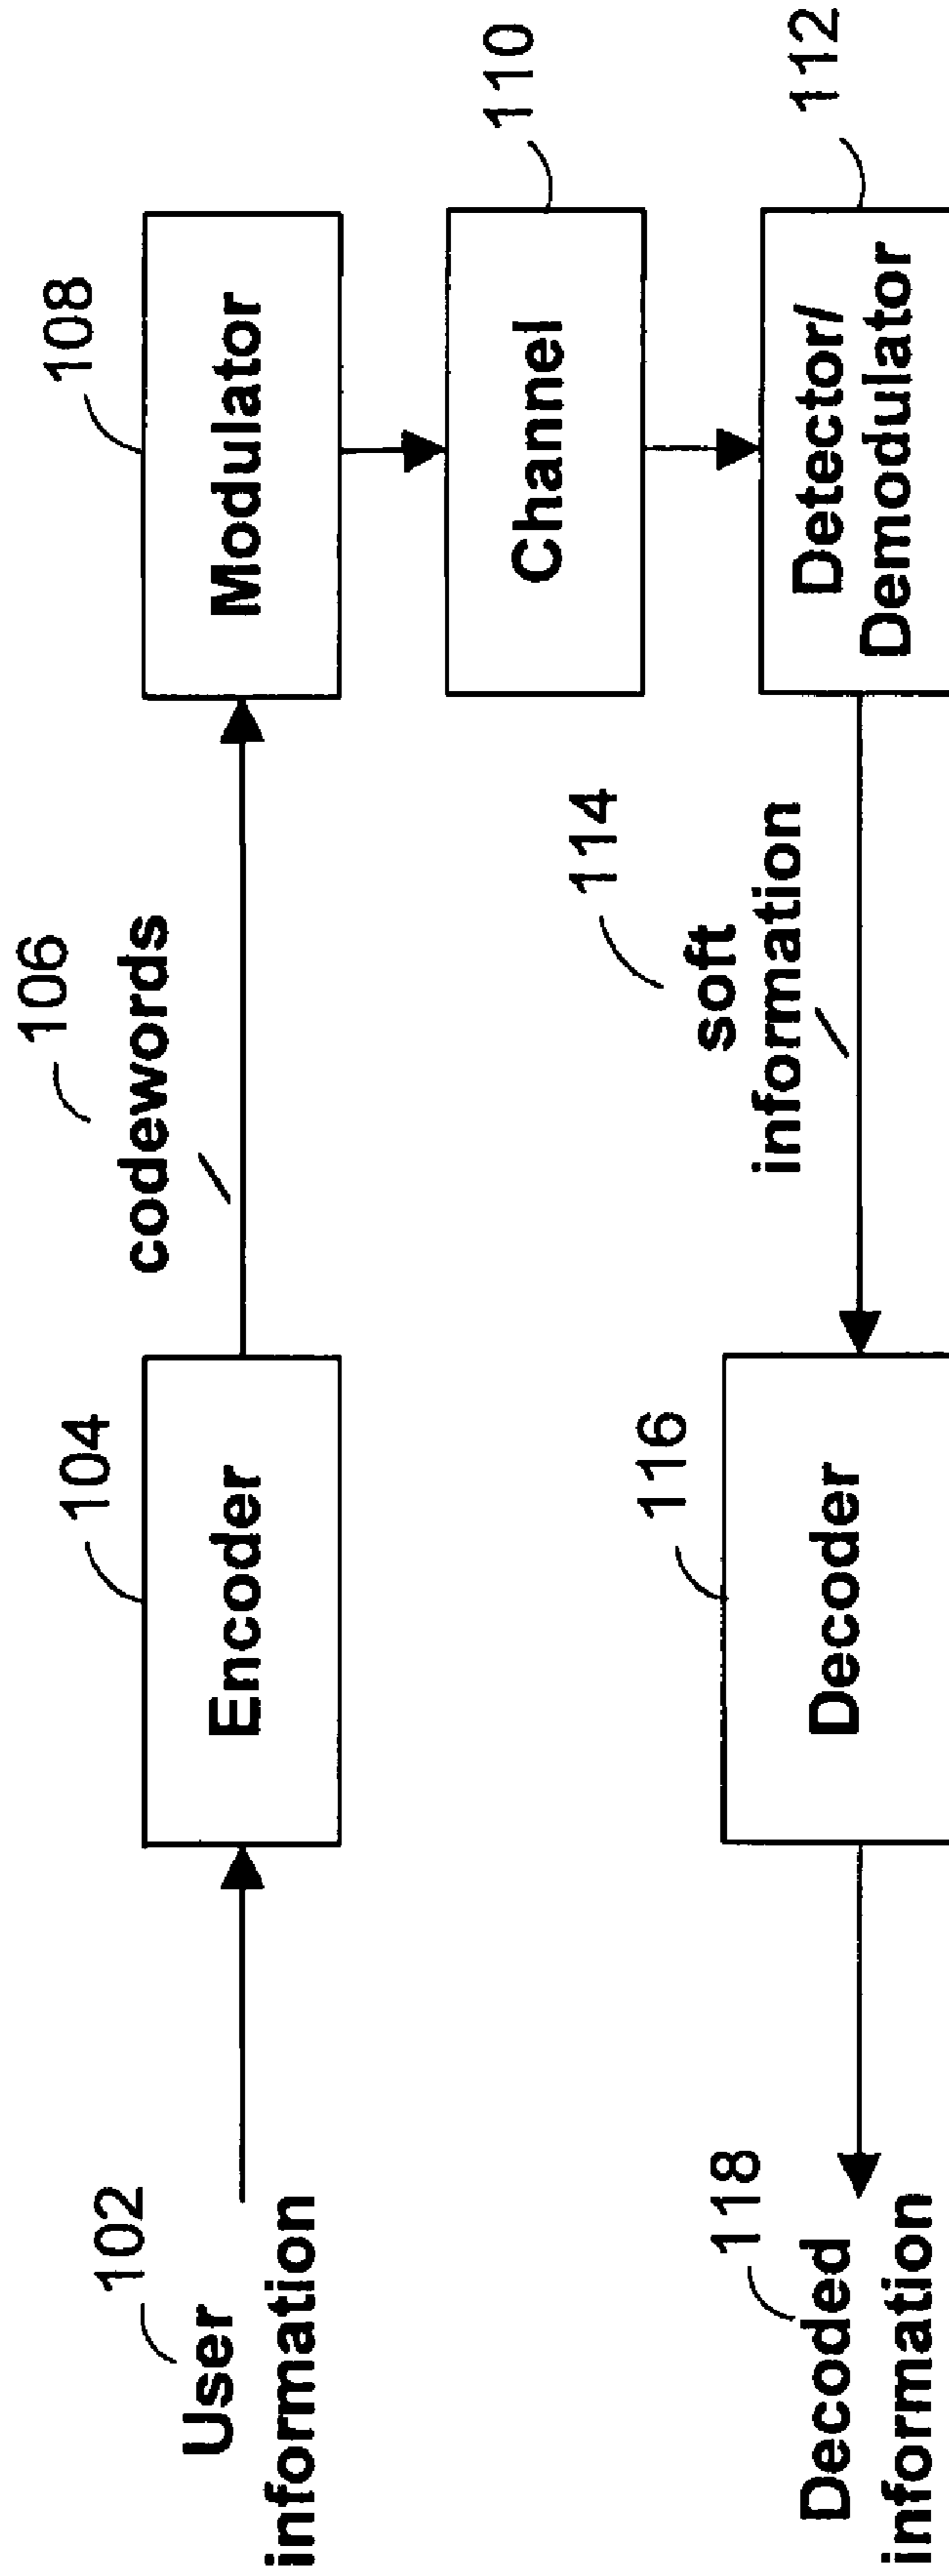 102
User
information
104
Encoder
106
codewords
108
Modulator
110
Channel
112
Detector/
Demodulator
114
soft
information
116
Decoder
118
Decoded
information